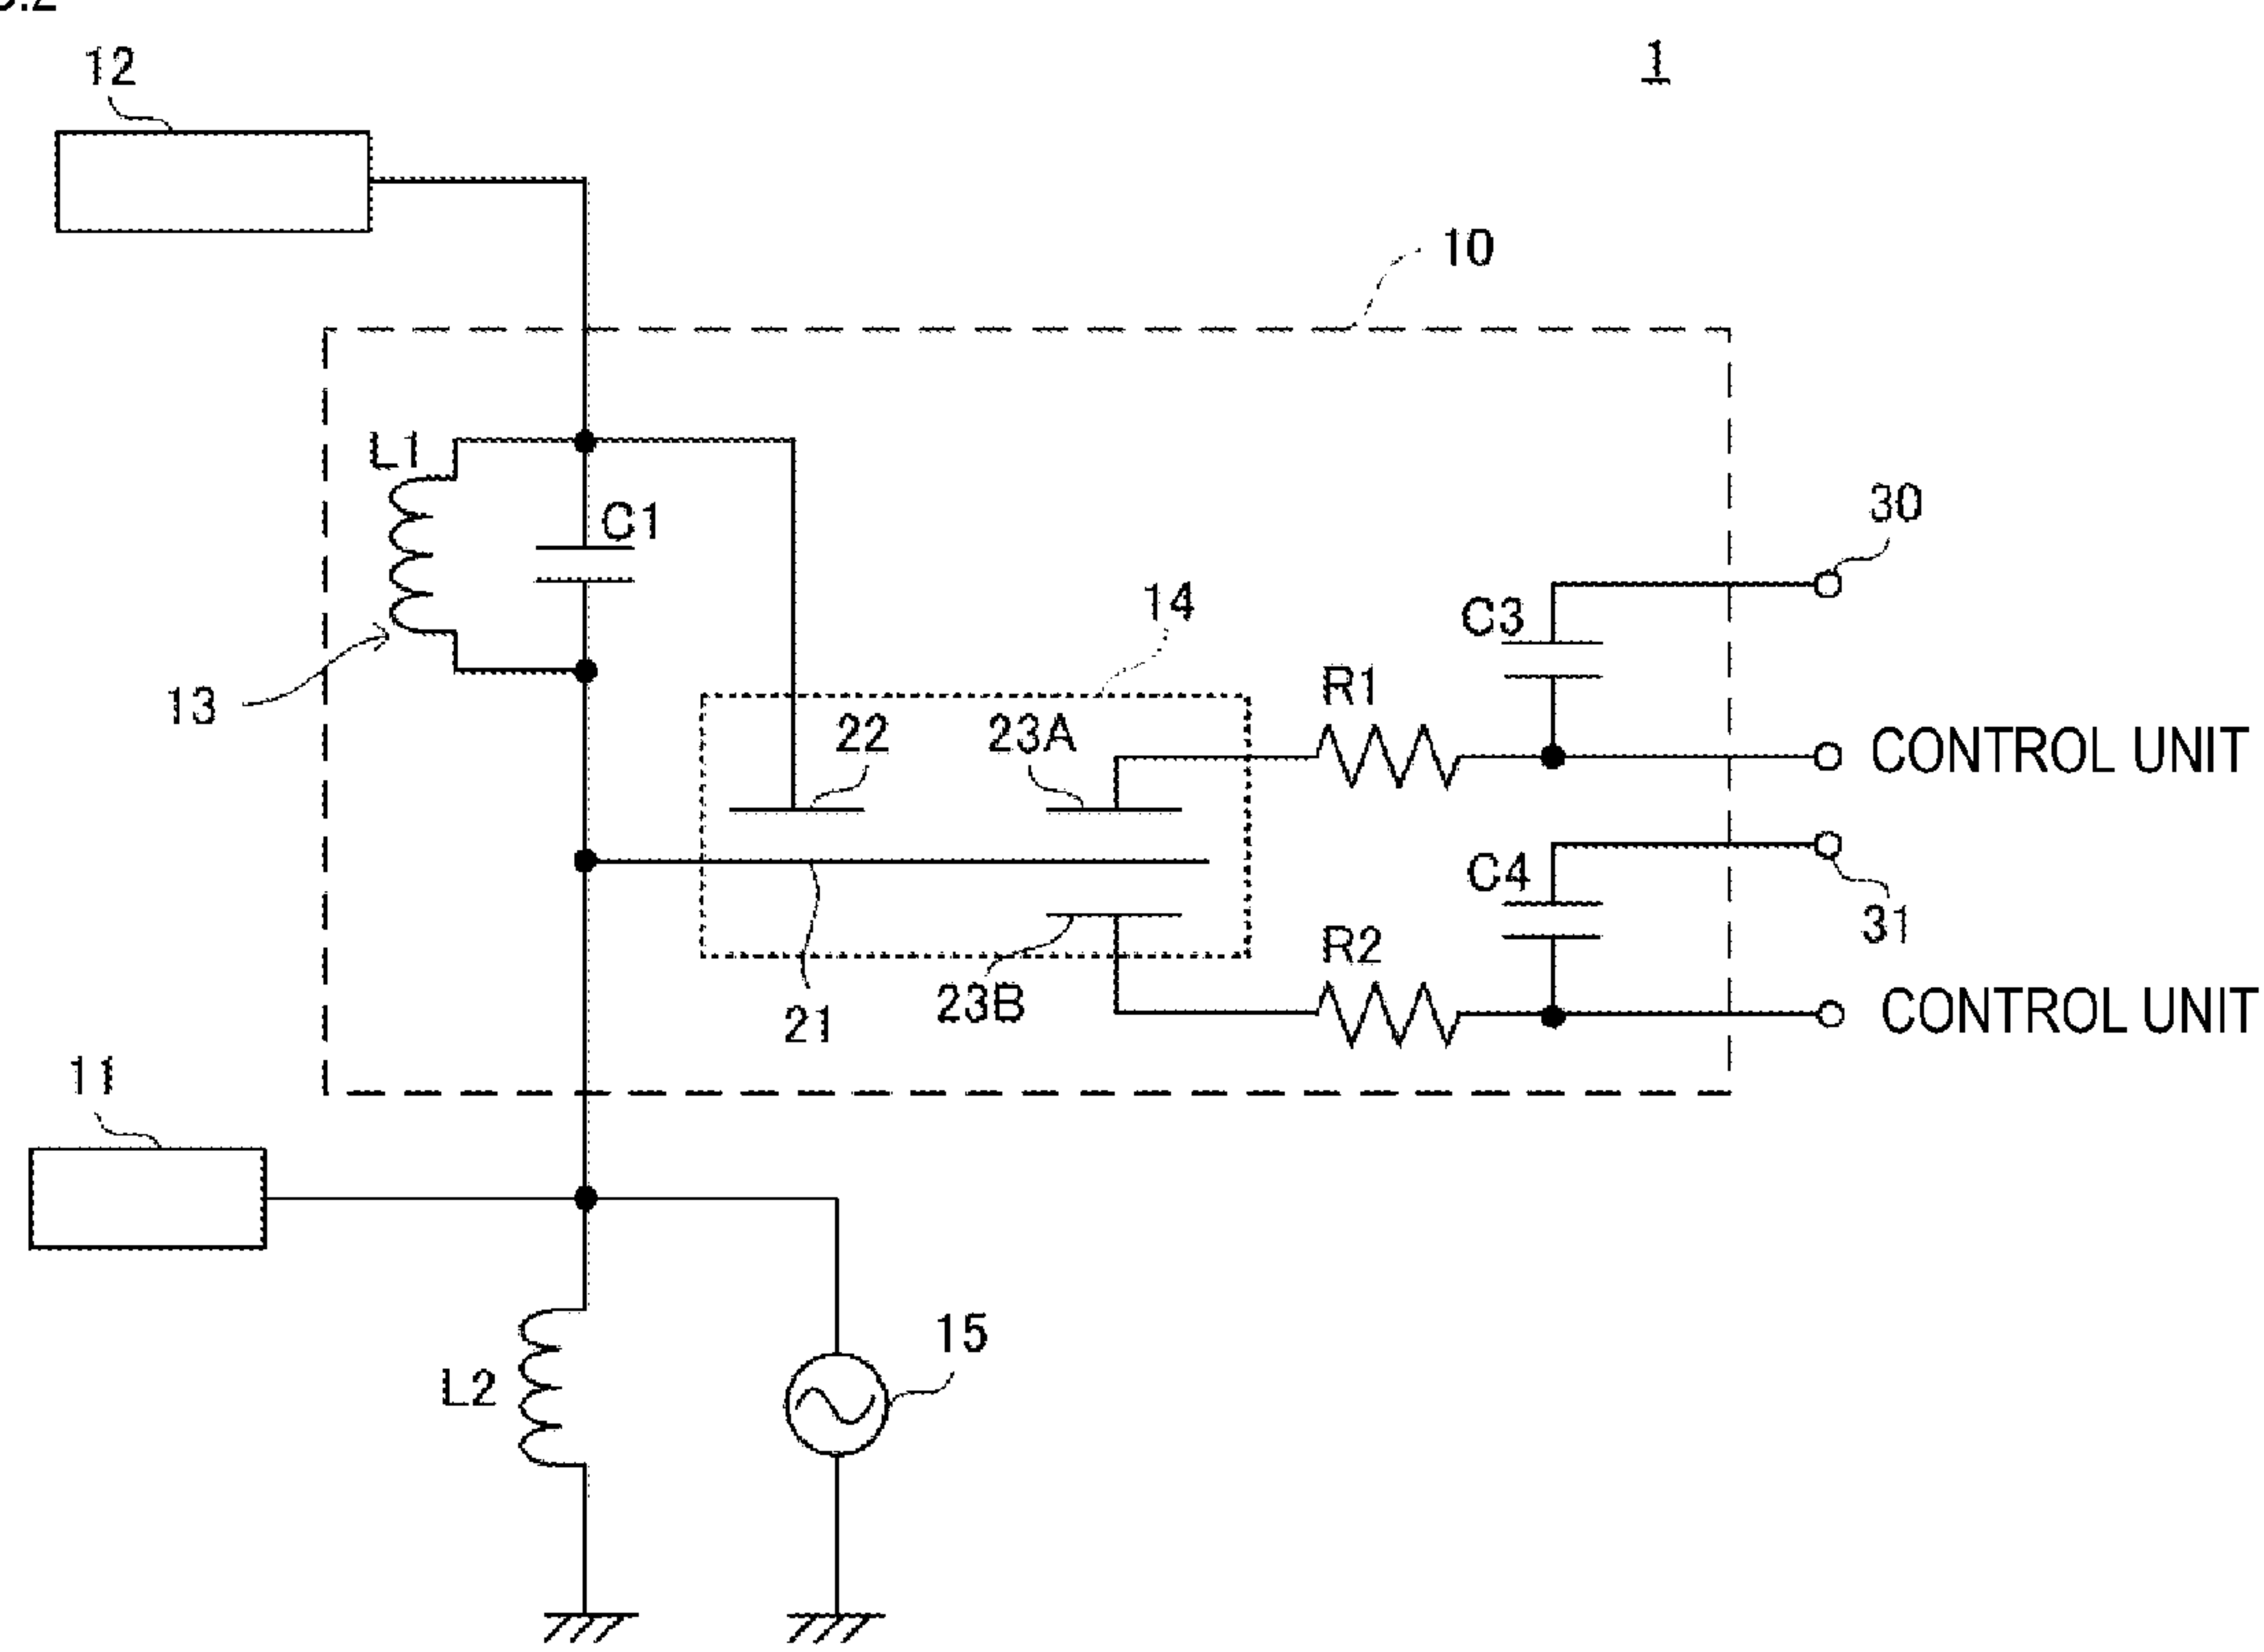 12
1
10
L1
C1
30
14
C3
13
R1
22
23A
CONTROL UNIT
C4
31
R2
23B
21
CONTROL UNIT
11
15
L2